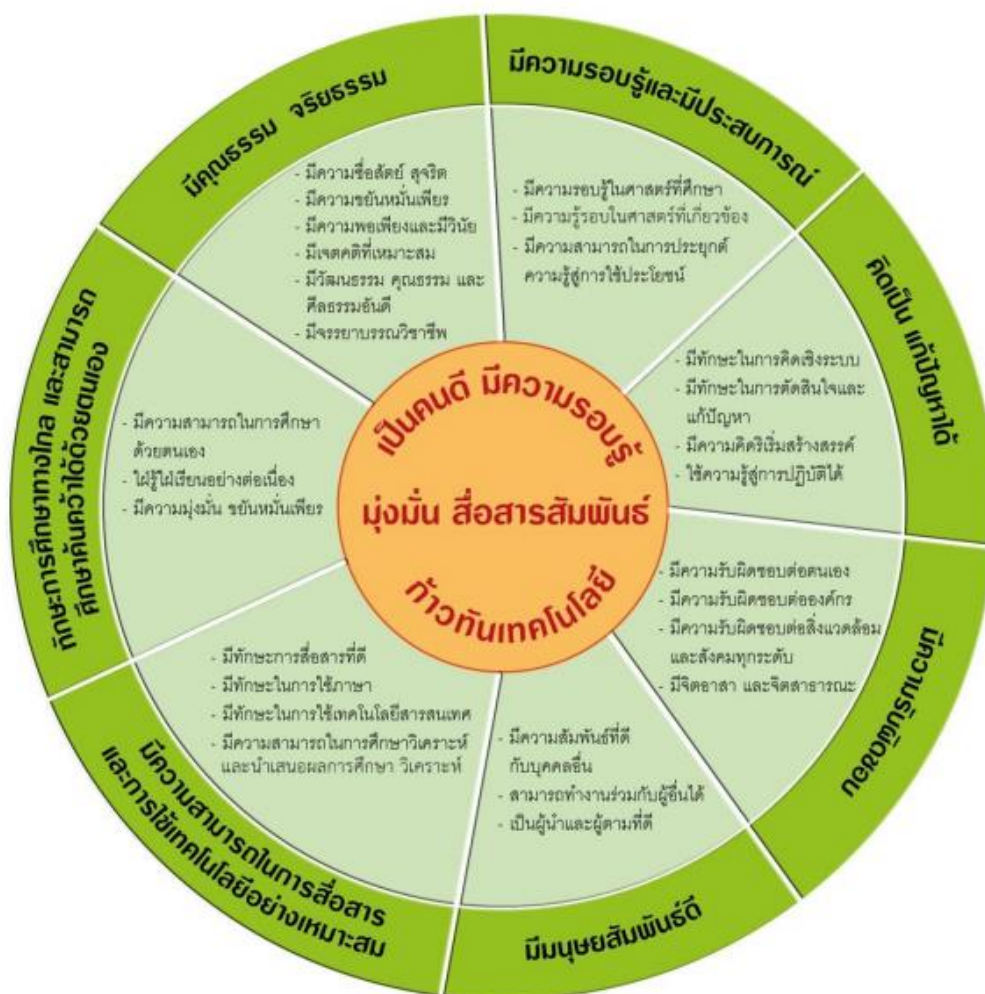 มีคุณธรรม จริยธรรม
- มีความซื่อสัตย์ สุจริต
- มีความขยันหมั่นเพียร
- มีความพอเพียงและมีวินัย
- มีเจตคติที่เหมาะสม
- มีวัฒนธรรม คุณธรรม และ
ศีลธรรมอันดี
- มีจรรยาบรรณวิชาชีพ
มีความรอบรู้และมีประสบการณ์
- มีความรอบรู้ในศาสตร์ที่ศึกษา
- มีความรู้รอบในศาสตร์ที่เกี่ยวข้อง
- มีความสามารถในการประยุกต์
ความรู้สู่การใช้ประโยชน์
คิดเป็น แก้ปัญหาได้
- มีทักษะในการคิดเชิงระบบ
- มีทักษะในการตัดสินใจและ
แก้ปัญหา
- มีความคิดริเริ่มสร้างสรรค์
- ใช้ความรู้สู่การปฏิบัติได้
มีความรับผิดชอบ
- มีความรับผิดชอบต่อตนเอง
- มีความรับผิดชอบต่อองค์กร
- มีความรับผิดชอบต่อสิ่งแวดล้อม
และสังคมทุกระดับ
- มีจิตอาสา และจิตสาธารณะ
มีมนุษยสัมพันธ์ดี
- มีความสัมพันธ์ที่ดี
กับบุคคลอื่น
- สามารถทำงานร่วมกับผู้อื่นได้
- เป็นผู้นำและผู้ตามที่ดี
มีความสามารถในการสื่อสาร
และการใช้เทคโนโลยีอย่างเหมาะสม
- มีทักษะการสื่อสารที่ดี
- มีทักษะในการใช้ภาษา
- มีทักษะในการใช้เทคโนโลยีสารสนเทศ
- มีความสามารถในการศึกษาวิเคราะห์
และนำเสนอผลการศึกษา วิเคราะห์
ทักษะการศึกษาทางไกล และสามารถ
ศึกษาค้นคว้าได้ด้วยตนเอง
- มีความสามารถในการศึกษา
ด้วยตนเอง
- ใฝ่รู้ใฝ่เรียนอย่างต่อเนื่อง
- มีความมุ่งมั่น ขยันหมั่นเพียร
เป็นคนดี มีความรอบรู้
มุ่งมั่น สื่อสารสัมพันธ์
ก้าวทันเทคโนโลยี